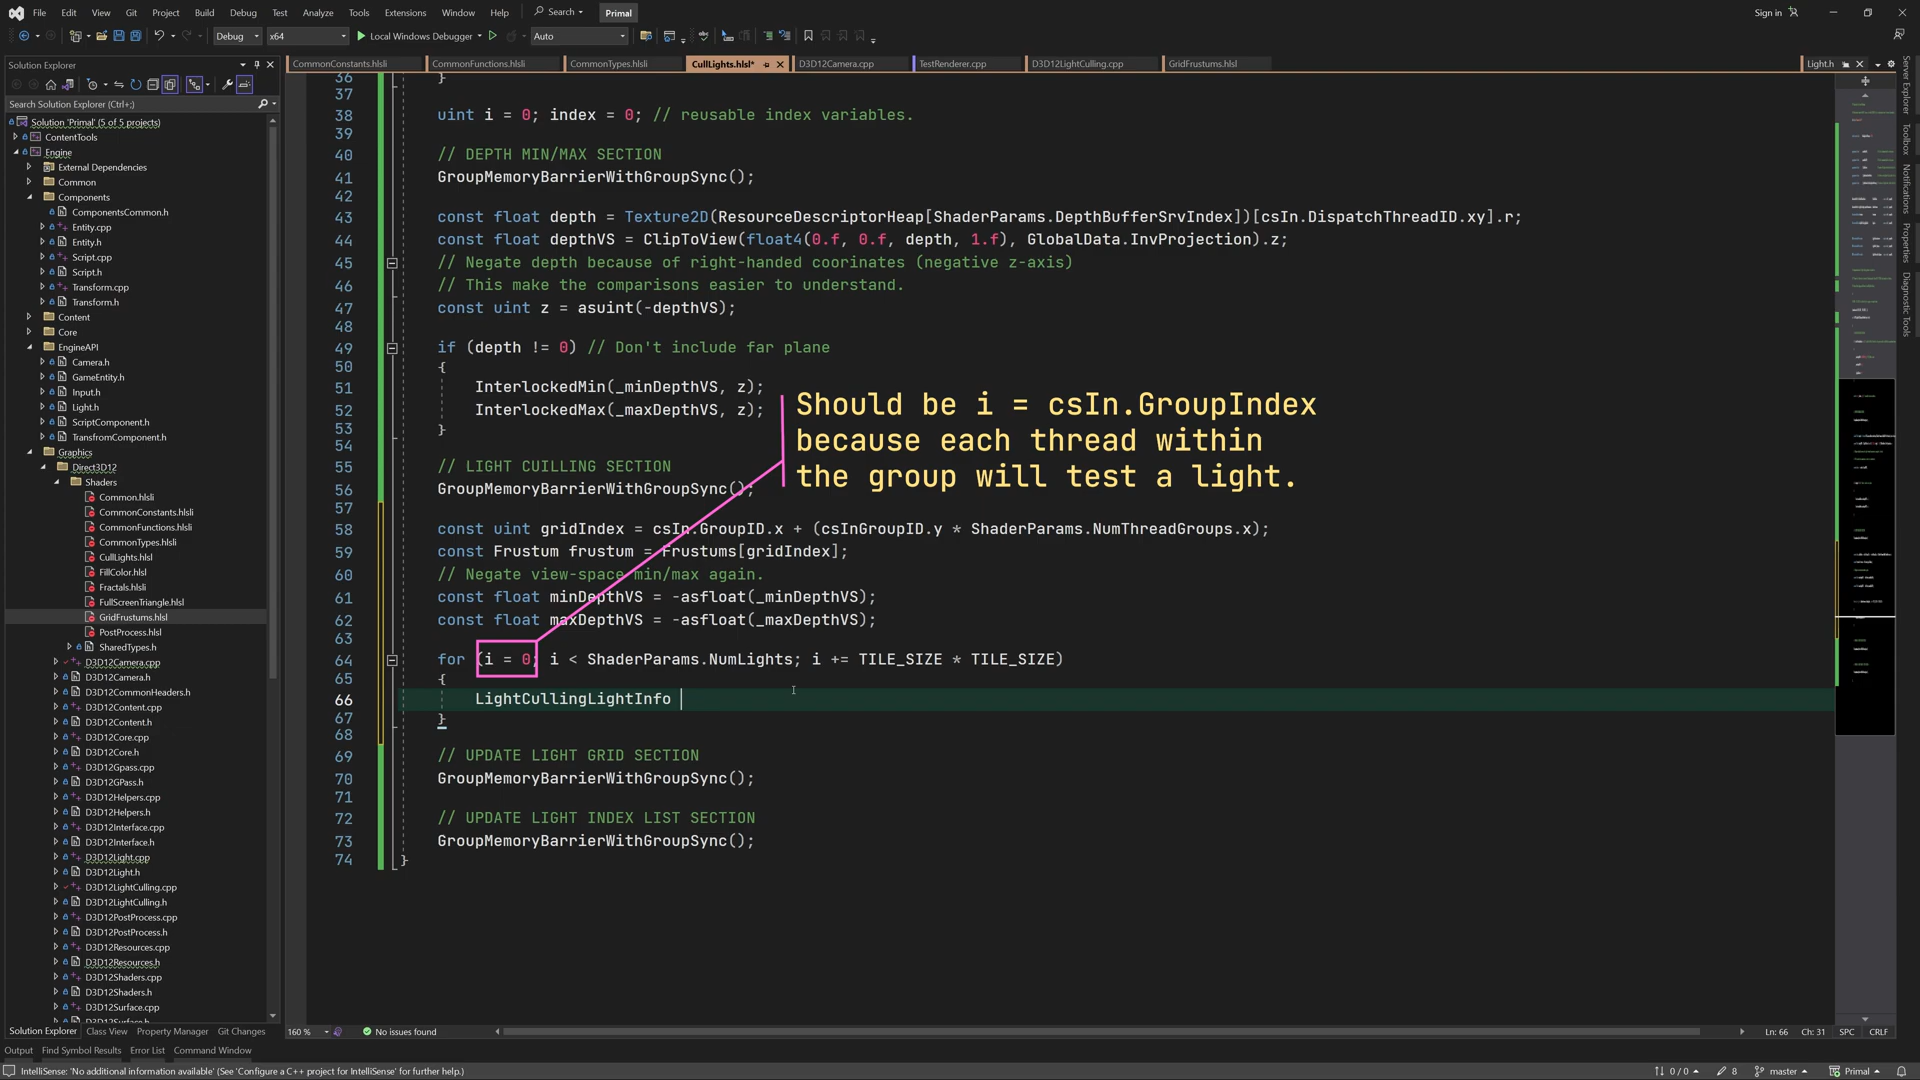 File Edit View Git Project Build Debug Test Analyze Tools Extensions Window Help Search Primal Sign in
Debug x64 Local Windows Debugger Auto
Solution Explorer
Search Solution Explorer (Ctrl+;)
Solution 'Primal' (5 of 5 projects)
ContentTools
Engine
External Dependencies
Common
Components
ComponentsCommon.h
Entity.cpp
Entity.h
Script.cpp
Script.h
Transform.cpp
Transform.h
Content
Core
EngineAPI
Camera.h
GameEntity.h
Input.h
Light.h
ScriptComponent.h
TransfromComponent.h
Graphics
Direct3D12
Shaders
Common.hlsli
CommonConstants.hlsli
CommonFunctions.hlsli
CommonTypes.hlsli
CullLights.hlsl
FillColor.hlsl
Fractals.hlsli
FullScreenTriangle.hlsl
GridFrustums.hlsl
PostProcess.hlsl
SharedTypes.h
D3D12Camera.cpp
D3D12Camera.h
D3D12CommonHeaders.h
D3D12Content.cpp
D3D12Content.h
D3D12Core.cpp
D3D12Core.h
D3D12Gpass.cpp
D3D12GPass.h
D3D12Helpers.cpp
D3D12Helpers.h
D3D12Interface.cpp
D3D12Interface.h
D3D12Light.cpp
D3D12Light.h
D3D12LightCulling.cpp
D3D12LightCulling.h
D3D12PostProcess.cpp
D3D12PostProcess.h
D3D12Resources.cpp
D3D12Resources.h
D3D12Shaders.cpp
D3D12Shaders.h
D3D12Surface.cpp
D3D12Surface.h
Solution Explorer Class View Property Manager Git Changes
CommonConstants.hlsli CommonFunctions.hlsli CommonTypes.hlsli CullLights.hlsl* D3D12Camera.cpp TestRenderer.cpp D3D12LightCulling.cpp GridFrustums.hlsl Light.h
36 }
37
38 uint i = 0; index = 0; // reusable index variables.
39
40 // DEPTH MIN/MAX SECTION
41 GroupMemoryBarrierWithGroupSync();
42
43 const float depth = Texture2D(ResourceDescriptorHeap[ShaderParams.DepthBufferSrvIndex])[csIn.DispatchThreadID.xy].r;
44 const float depthVS = ClipToView(float4(0.f, 0.f, depth, 1.f), GlobalData.InvProjection).z;
45 // Negate depth because of right-handed coorinates (negative z-axis)
46 // This make the comparisons easier to understand.
47 const uint z = asuint(-depthVS);
48
49 if (depth != 0) // Don't include far plane
50 {
51 InterlockedMin(_minDepthVS, z);
52 InterlockedMax(_maxDepthVS, z);
53 }
54
55 // LIGHT CUILLING SECTION
56 GroupMemoryBarrierWithGroupSync();
57
58 const uint gridIndex = csIn.GroupID.x + (csInGroupID.y * ShaderParams.NumThreadGroups.x);
59 const Frustum frustum = Frustums[gridIndex];
60 // Negate view-space min/max again.
61 const float minDepthVS = -asfloat(_minDepthVS);
62 const float maxDepthVS = -asfloat(_maxDepthVS);
63
64 for (i = 0; i < ShaderParams.NumLights; i += TILE_SIZE * TILE_SIZE)
65 {
66 LightCullingLightInfo
67 }
68
69 // UPDATE LIGHT GRID SECTION
70 GroupMemoryBarrierWithGroupSync();
71
72 // UPDATE LIGHT INDEX LIST SECTION
73 GroupMemoryBarrierWithGroupSync();
74 }
Should be i = csIn.GroupIndex
because each thread within
the group will test a light.
Server Explorer
Toolbox
Notifications
Properties
Diagnostic Tools
160 % No issues found Ln: 66 Ch: 31 SPC CRLF
Output Find Symbol Results Error List Command Window
IntelliSense: 'No additional information available' (See 'Configure a C++ project for IntelliSense' for further help.) 0 / 0 8 master Primal